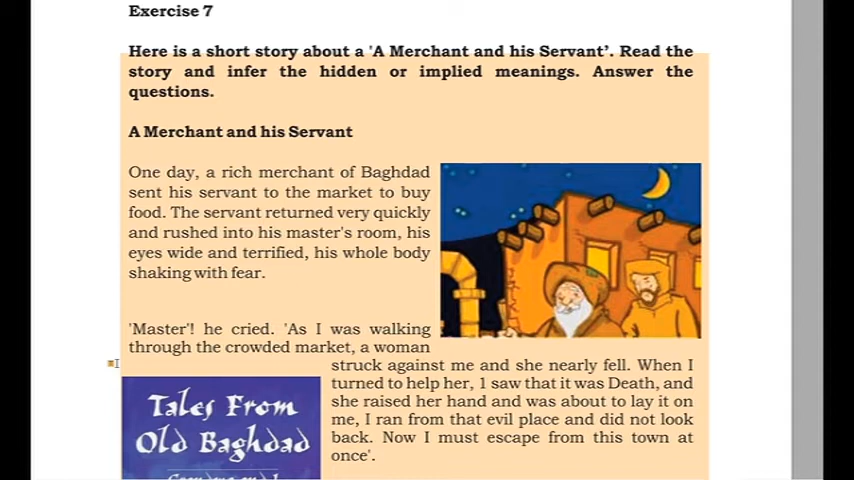 Exercise 7
Here is a short story about a 'A Merchant and his Servant'. Read the
story and infer the hidden or implied meanings. Answer the
questions.
A Merchant and his Servant
One day, a rich merchant of Baghdad
sent his servant to the market to buy
food. The servant returned very quickly
and rushed into his master's room, his
eyes wide and terrified, his whole body
shaking with fear.
'Master'! he cried. 'As I was walking
through the crowded market, a woman
struck against me and she nearly fell. When I
turned to help her, 1 saw that it was Death, and
she raised her hand and was about to lay it on
me, I ran from that evil place and did not look
back. Now I must escape from this town at
once'.
Tales From
Old Baghdad